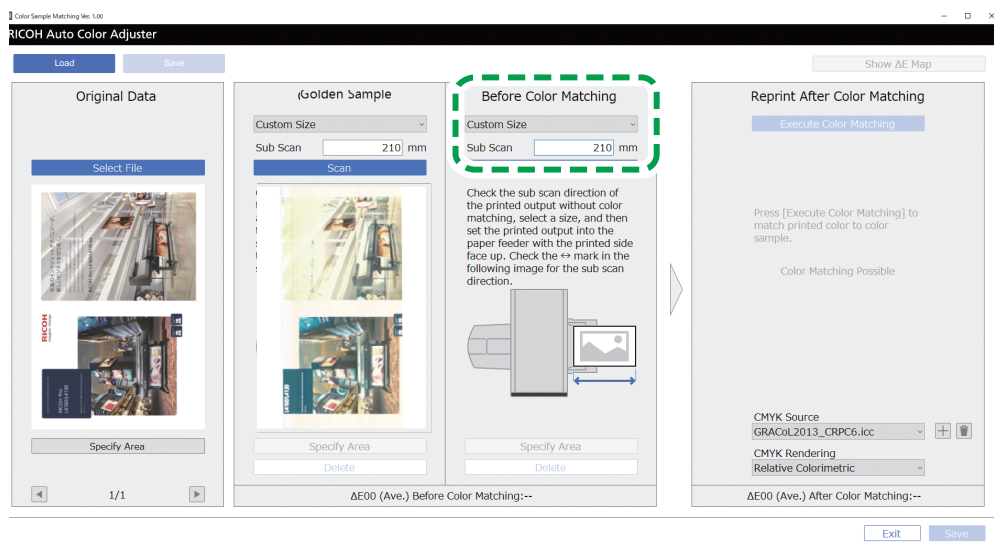 Color Sample Matching Ver. 1.00
RICOH Auto Color Adjuster
Load
Save
Show ΔE Map
Original Data
Select File
RICOH
RICOH Pro
L4160/L4130
Specify Area
1/1
Golden Sample
Custom Size
Sub Scan 210 mm
Scan
L4160/L4130
Specify Area
Delete
Before Color Matching
Custom Size
Sub Scan 210 mm
Check the sub scan direction of
the printed output without color
matching, select a size, and then
set the printed output into the
paper feeder with the printed side
face up. Check the ↔ mark in the
following image for the sub scan
direction.
Specify Area
Delete
ΔE00 (Ave.) Before Color Matching:--
Reprint After Color Matching
Execute Color Matching
Press [Execute Color Matching] to
match printed color to color
sample.
Color Matching Possible
CMYK Source
GRACoL2013_CRPC6.icc
CMYK Rendering
Relative Colorimetric
ΔE00 (Ave.) After Color Matching:--
Exit
Save